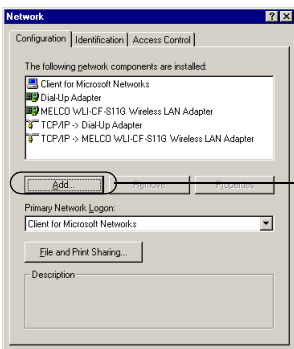 Network
Configuration Identification Access Control
The following network components are installed:
Client for Microsoft Networks
Dial-Up Adapter
MELCO WLI-CF-S11G Wireless LAN Adapter
TCP/IP -> Dial-Up Adapter
TCP/IP -> MELCO WLI-CF-S11G Wireless LAN Adapter
Add... Remove Properties
Primary Network Logon:
Client for Microsoft Networks
File and Print Sharing...
Description